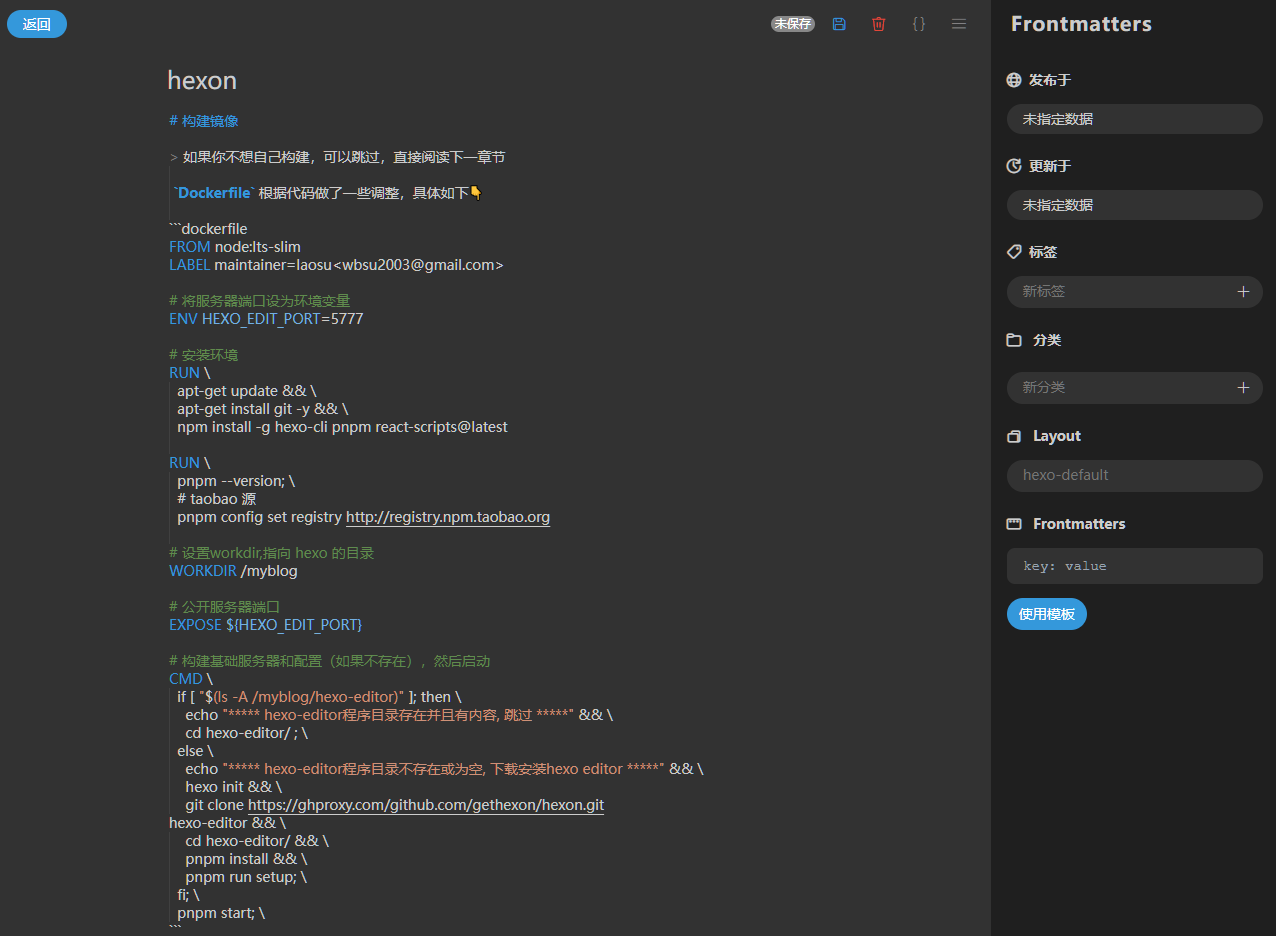 返回
未保存
hexon
# 构建镜像
> 如果你不想自己构建，可以跳过，直接阅读下一章节
`Dockerfile` 根据代码做了一些调整，具体如下👇
```dockerfile
FROM node:lts-slim
LABEL maintainer=laosu<wbsu2003@gmail.com>
# 将服务器端口设为环境变量
ENV HEXO_EDIT_PORT=5777
# 安装环境
RUN \
apt-get update && \
apt-get install git -y && \
npm install -g hexo-cli pnpm react-scripts@latest
RUN \
pnpm --version; \
# taobao 源
pnpm config set registry http://registry.npm.taobao.org
# 设置workdir,指向 hexo 的目录
WORKDIR /myblog
# 公开服务器端口
EXPOSE ${HEXO_EDIT_PORT}
# 构建基础服务器和配置（如果不存在），然后启动
CMD \
if [ "$(ls -A /myblog/hexo-editor)" ]; then \
echo "***** hexo-editor程序目录存在并且有内容, 跳过 *****" && \
cd hexo-editor/ ; \
else \
echo "***** hexo-editor程序目录不存在或为空, 下载安装hexo editor *****" && \
hexo init && \
git clone https://ghproxy.com/github.com/gethexon/hexon.git
hexo-editor && \
cd hexo-editor/ && \
pnpm install && \
pnpm run setup; \
fi; \
pnpm start; \
```
Frontmatters
发布于
未指定数据
更新于
未指定数据
标签
新标签
分类
新分类
Layout
hexo-default
Frontmatters
key: value
使用模板